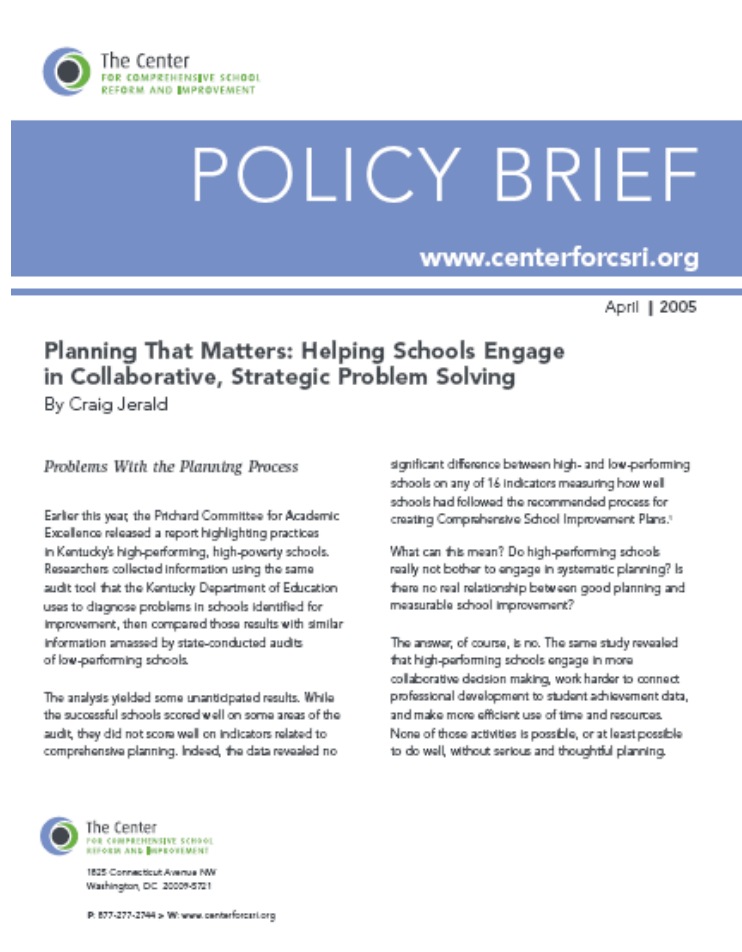 The Center
FOR COMPREHENSIVE SCHOOL
REFORM AND IMPROVEMENT
POLICY BRIEF
www.centerforcsri.org
April | 2005
Planning That Matters: Helping Schools Engage
in Collaborative, Strategic Problem Solving
By Craig Jerald
Problems With the Planning Process
Earlier this year, the Prichard Committee for Academic
Excellence released a report highlighting practices
in Kentucky's high-performing, high-poverty schools.
Researchers collected information using the same
audit tool that the Kentucky Department of Education
uses to diagnose problems in schools identified for
improvement, then compared those results with similar
information amassed by state-conducted audits
of low-performing schools.
The analysis yielded some unanticipated results. While
the successful schools scored well on some areas of the
audit, they did not score well on indicators related to
comprehensive planning. Indeed, the data revealed no
significant difference between high- and low-performing
schools on any of 16 indicators measuring how well
schools had followed the recommended process for
creating Comprehensive School Improvement Plans.¹
What can this mean? Do high-performing schools
really not bother to engage in systematic planning? Is
there no real relationship between good planning and
measurable school improvement?
The answer, of course, is no. The same study revealed
that high-performing schools engage in more
collaborative decision making, work harder to connect
professional development to student achievement data,
and make more efficient use of time and resources.
None of those activities is possible, or at least possible
to do well, without serious and thoughtful planning.
The Center
FOR COMPREHENSIVE SCHOOL
REFORM AND IMPROVEMENT
1825 Connecticut Avenue NW
Washington, DC 20009-5721
P: 877-277-2744 > W: www.centerforcsri.org